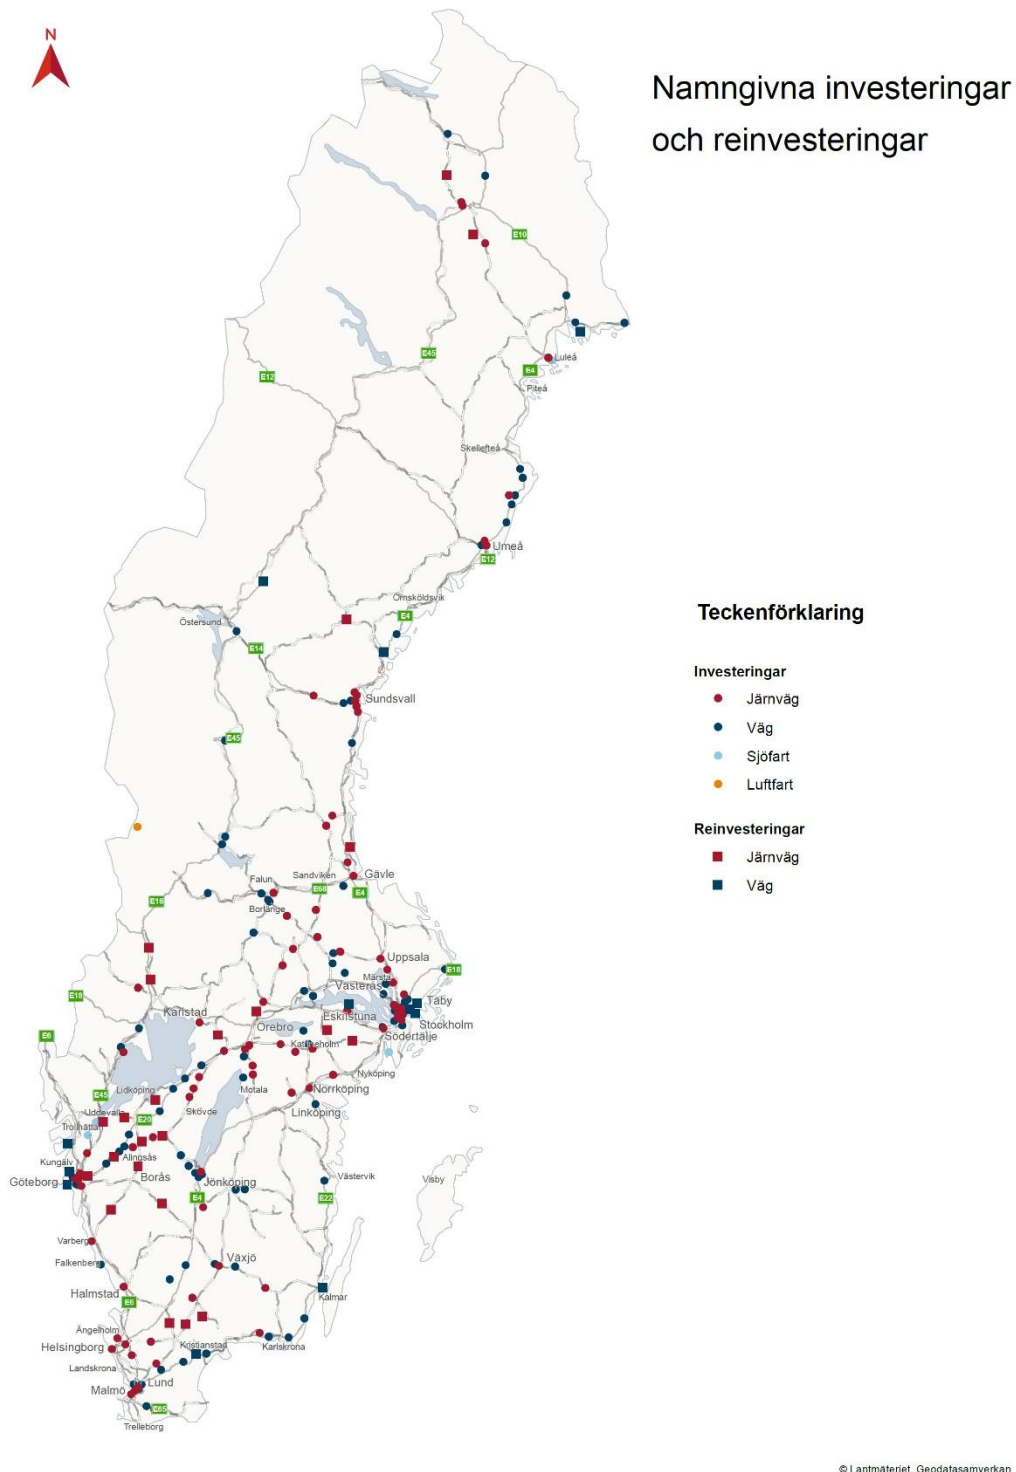 N
Namngivna investeringar
och reinvesteringar
E10
E45
Luleå
E4
E12
Piteå
Skellefteå
Umeå
E12
Örnsköldsvik
E4
Östersund
E14
Sundsvall
E45
Falun
Sandviken
Gävle
E68
E4
E16
Borlänge
Uppsala
E18
Märsta
Västerås
E18
Täby
Karlstad
Eskilstuna
Örebro
Stockholm
E6
Södertälje
Katrineholm
Nyköping
Lidköping
E45
Motala
Norrköping
Uddevalla
Skövde
Linköping
E20
Trollhättan
Kungälv
Alingsås
Borås
Göteborg
Jönköping
Västervik
Visby
E4
E22
Varberg
Falkenberg
Växjö
Halmstad
Kalmar
E6
Ängelholm
Helsingborg
Kristianstad
Karlskrona
Landskrona
Lund
Malmö
E65
Trelleborg
Teckenförklaring
Investeringar
Järnväg
Väg
Sjöfart
Luftfart
Reinvesteringar
Järnväg
Väg
© Lantmäteriet, Geodatasamverkan